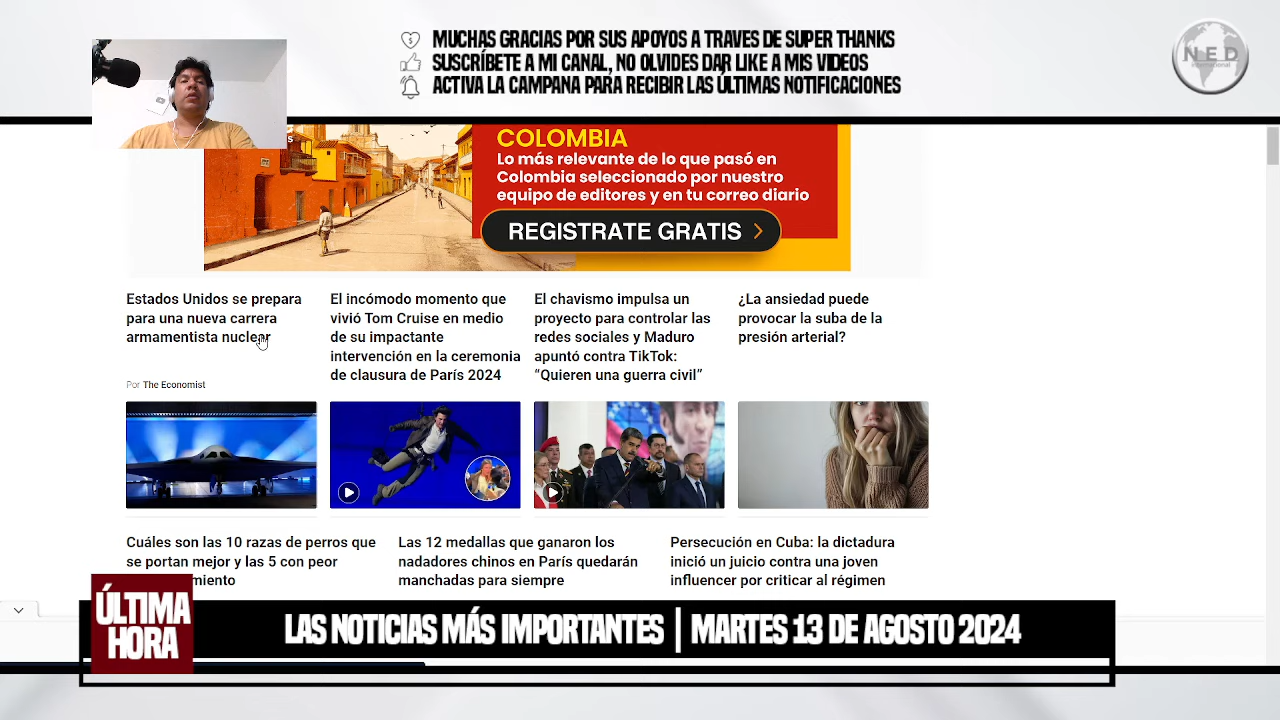 MUCHAS GRACIAS POR SUS APOYOS A TRAVES DE SUPER THANKS
SUSCRÍBETE A MI CANAL, NO OLVIDES DAR LIKE A MIS VIDEOS
ACTIVA LA CAMPANA PARA RECIBIR LAS ÚLTIMAS NOTIFICACIONES
N.E.D
international
COLOMBIA
Lo más relevante de lo que pasó en
Colombia seleccionado por nuestro
equipo de editores y en tu correo diario
REGISTRATE GRATIS
Estados Unidos se prepara
para una nueva carrera
armamentista nuclear
Por The Economist
El incómodo momento que
vivió Tom Cruise en medio
de su impactante
intervención en la ceremonia
de clausura de París 2024
El chavismo impulsa un
proyecto para controlar las
redes sociales y Maduro
apuntó contra TikTok:
“Quieren una guerra civil”
¿La ansiedad puede
provocar la suba de la
presión arterial?
Cuáles son las 10 razas de perros que
se portan mejor y las 5 con peor
miento
Las 12 medallas que ganaron los
nadadores chinos en París quedarán
manchadas para siempre
Persecución en Cuba: la dictadura
inició un juicio contra una joven
influencer por criticar al régimen
ÚLTIMA
HORA
LAS NOTICIAS MÁS IMPORTANTES | MARTES 13 DE AGOSTO 2024